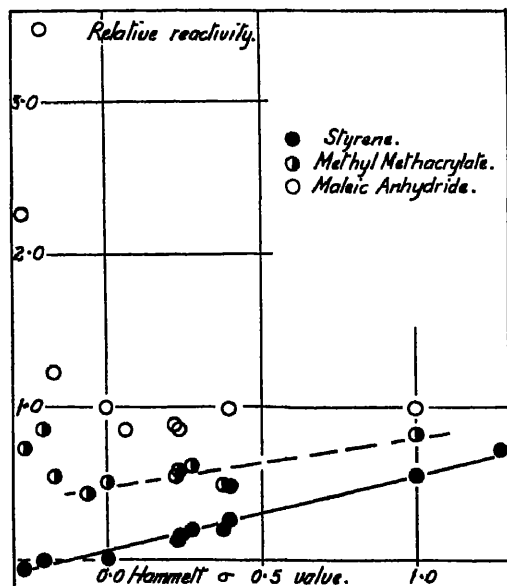 Relative reactivity.
5.0
Styrene.
Methyl Methacrylate.
Maleic Anhydride.
2.0
1.0
0.0 Hammett σ 0.5 value. 1.0